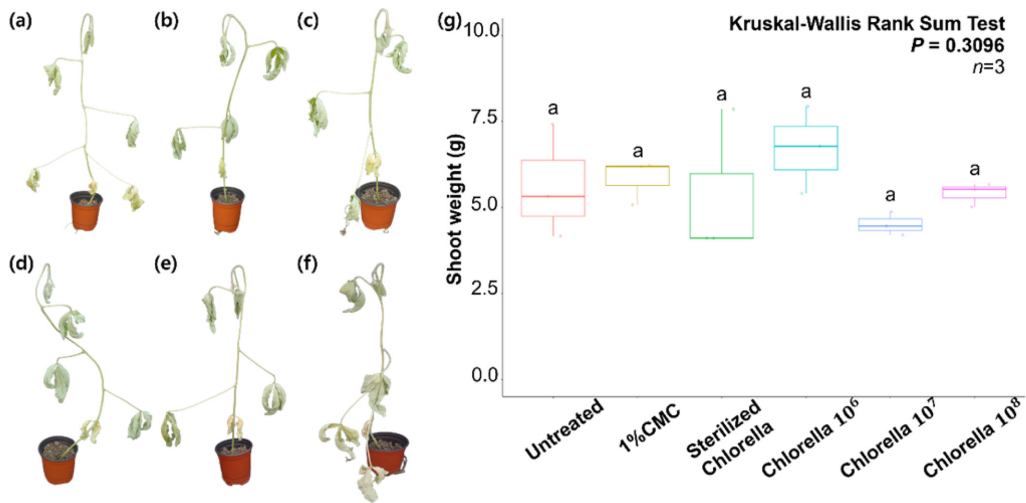 (a)
(b)
(c)
(d)
(e)
(f)
(g)
Kruskal-Wallis Rank Sum Test
P = 0.3096
n=3
Shoot weight (g)
10.0
7.5
5.0
2.5
0.0
a
a
a
a
a
a
Untreated
1%CMC
Sterilized
Chlorella
Chlorella 10⁶
Chlorella 10⁷
Chlorella 10⁸